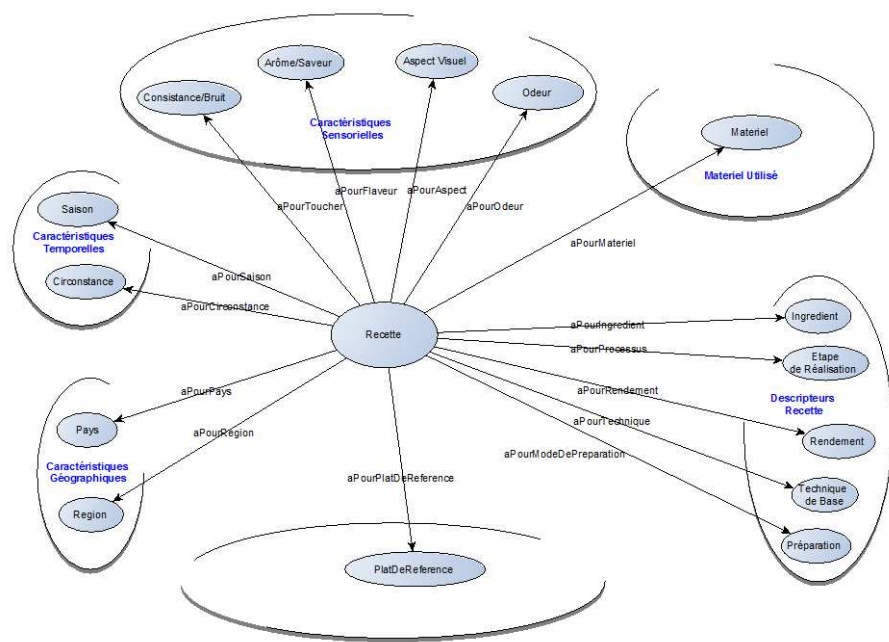 Arôme/Saveur
Aspect Visuel
Consistance/Bruit
Odeur
Caractéristiques
Sensorielles
Materiel
Materiel Utilisé
aPourFlaveur
aPourAspect
aPourToucher
aPourOdeur
Saison
Caractéristiques
Temporelles
Circonstance
aPourMateriel
aPourSaison
aPourCirconstance
Recette
Ingredient
aPourIngredient
aPourProcessus
Etape
de Réalisation
aPourRendement
Descripteurs
Recette
aPourPays
aPourTechnique
Pays
aPourRegion
Rendement
aPourModeDePreparation
Caractéristiques
Géographiques
aPourPlatDeReference
Technique
de Base
Region
Préparation
PlatDeReference